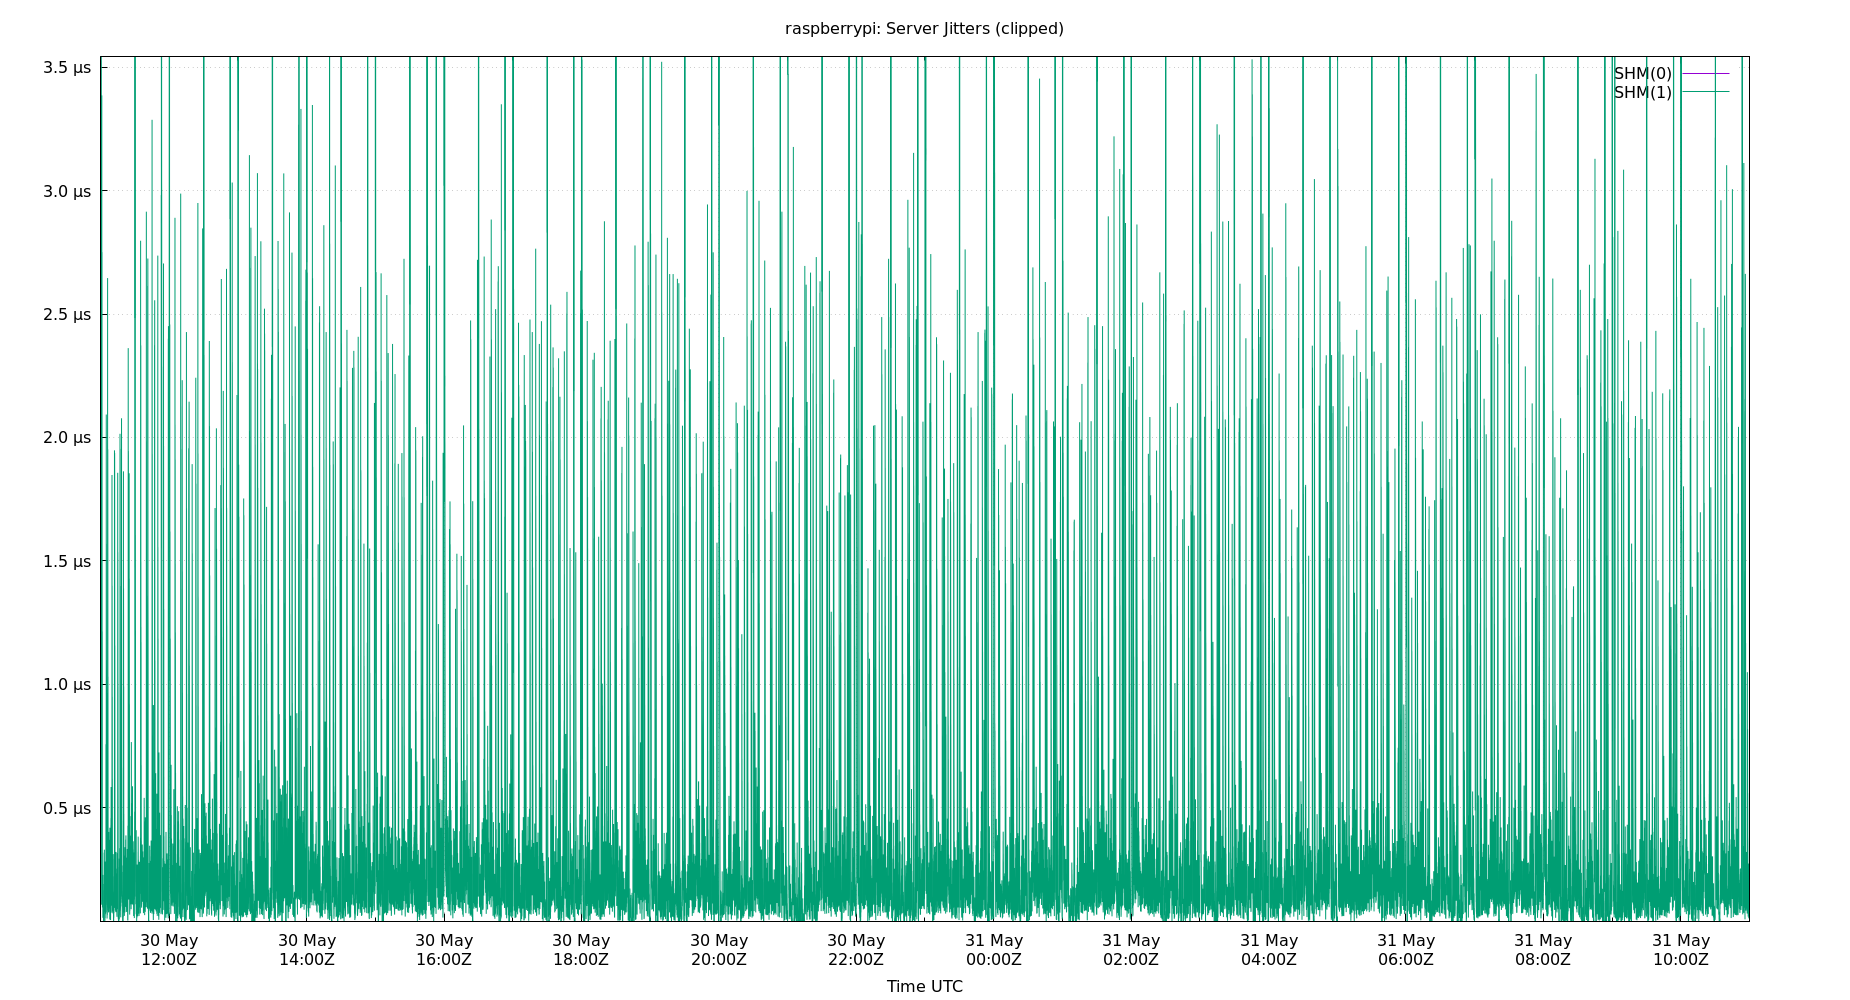 raspberrypi: Server Jitters (clipped)
3.5 µs
3.0 µs
2.5 µs
2.0 µs
1.5 µs
1.0 µs
0.5 µs
SHM(0)
SHM(1)
30 May 30 May 30 May 30 May 30 May 30 May 31 May 31 May 31 May 31 May 31 May 31 May
12:00Z 14:00Z 16:00Z 18:00Z 20:00Z 22:00Z 00:00Z 02:00Z 04:00Z 06:00Z 08:00Z 10:00Z
Time UTC